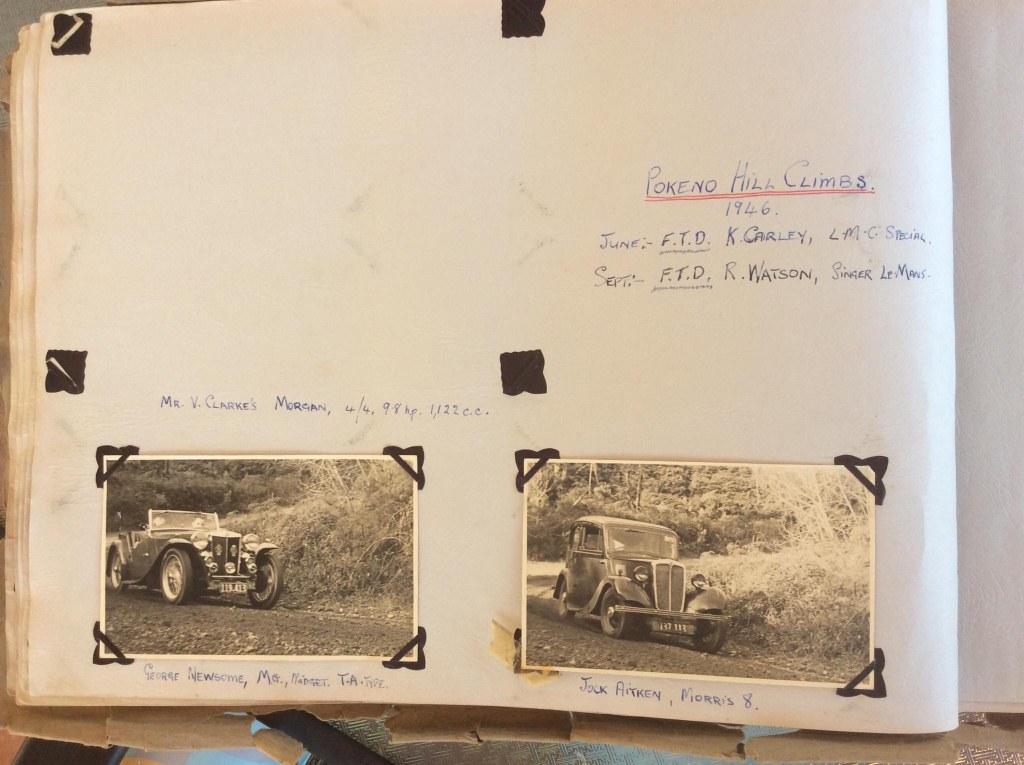 POKENO HILL CLIMBS.
1946.
JUNE:- F.T.D. K. CARLEY, L.M.C. SPECIAL.
SEPT:- F.T.D. R. WATSON, SINGER LE MANS.
MR. V. CLARKE'S MORGAN, 4/4, 9·8 hp. 1,122 c.c.
GEORGE NEWSOME, M.G., MIDGET. T.A. TYPE.
JOCK AITKEN, MORRIS 8.